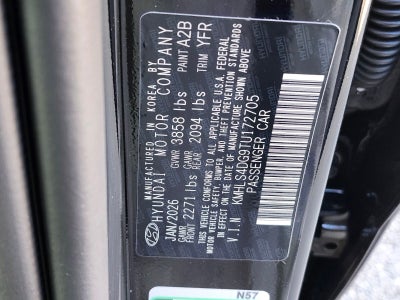 MANUFACTURED IN KOREA BY
HYUNDAI MOTOR COMPANY
JAN/2026 GVWR 3858 lbs PAINT A2B
GAWR FRONT 2271 lbs GAWR REAR 2094 lbs TRIM YFR
THIS VEHICLE CONFORMS TO ALL APPLICABLE U.S.A. FEDERAL
MOTOR VEHICLE SAFETY, BUMPER, AND THEFT PREVENTION STANDARDS
IN EFFECT ON THE DATE OF MANUFACTURE SHOWN ABOVE
V.I.N KMHLS4DG9TU172705
PASSENGER CAR
N57